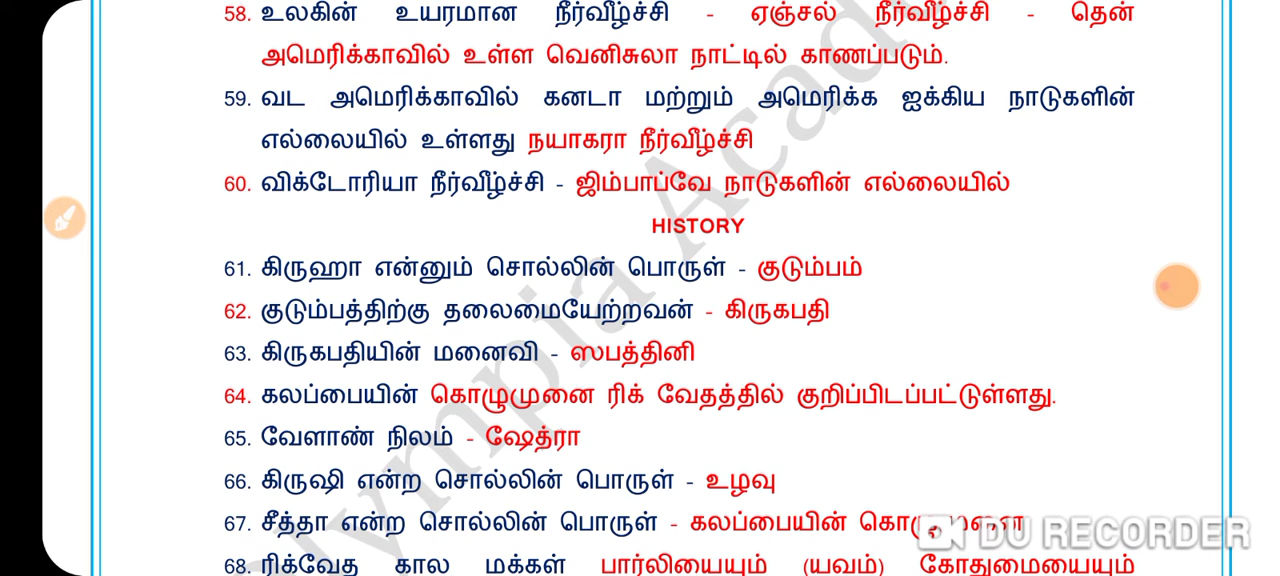 58. உலகின் உயரமான நீர்வீழ்ச்சி - ஏஞ்சல் நீர்வீழ்ச்சி - தென்
அமெரிக்காவில் உள்ள வெனிசுலா நாட்டில் காணப்படும்.
59. வட அமெரிக்காவில் கனடா மற்றும் அமெரிக்க ஐக்கிய நாடுகளின்
எல்லையில் உள்ளது நயாகரா நீர்வீழ்ச்சி
60. விக்டோரியா நீர்வீழ்ச்சி - ஜிம்பாப்வே நாடுகளின் எல்லையில்
HISTORY
61. கிருஹா என்னும் சொல்லின் பொருள் - குடும்பம்
62. குடும்பத்திற்கு தலைமையேற்றவன் - கிருகபதி
63. கிருகபதியின் மனைவி - ஸபத்தினி
64. கலப்பையின் கொழுமுனை ரிக் வேதத்தில் குறிப்பிடப்பட்டுள்ளது.
65. வேளாண் நிலம் - ஷேத்ரா
66. கிருஷி என்ற சொல்லின் பொருள் - உழவு
67. சீத்தா என்ற சொல்லின் பொருள் - கலப்பையின்
DU RECORDER
68. ரிக்வேத கால மக்கள் பார்லியையும் (யவம்) கோதுமையையும்